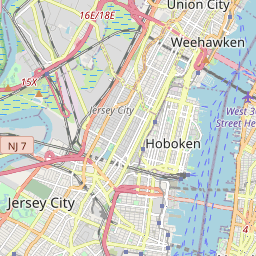 16E/18E
Union City
Weehawken
15X
Jersey City
West 3
Street He
NJ 7
Hoboken
Jersey City
4